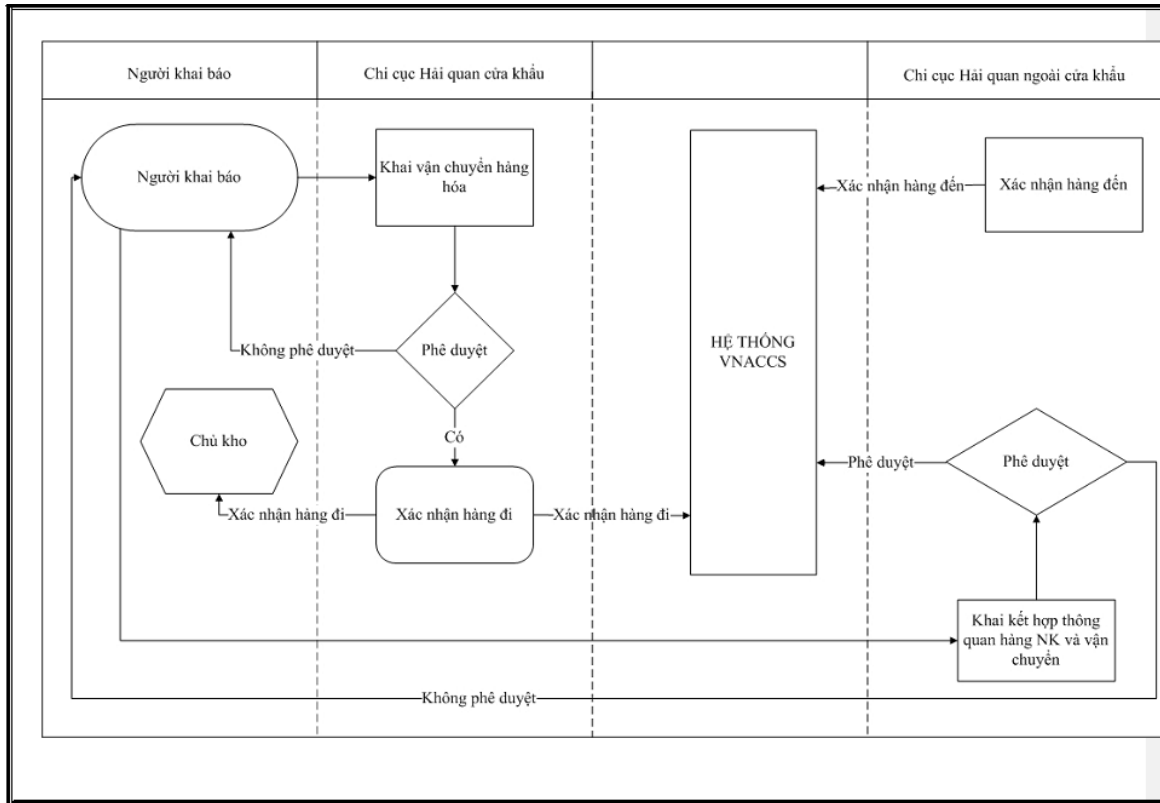 Người khai báo
Chi cục Hải quan cửa khẩu
Chi cục Hải quan ngoài cửa khẩu
Người khai báo
Khai vận chuyển hàng
hóa
Xác nhận hàng đến
Xác nhận hàng đến
Không phê duyệt
Phê duyệt
HỆ THỐNG
VNACCS
Chủ kho
Có
Phê duyệt
Phê duyệt
Xác nhận hàng đi
Xác nhận hàng đi
Xác nhận hàng đi
Khai kết hợp thông
quan hàng NK và vận
chuyển
Không phê duyệt